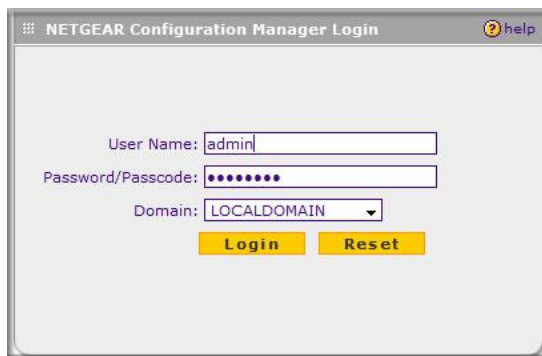 NETGEAR Configuration Manager Login
? help
User Name: admin
Password/Passcode: ••••••••
Domain: LOCALDOMAIN
Login Reset